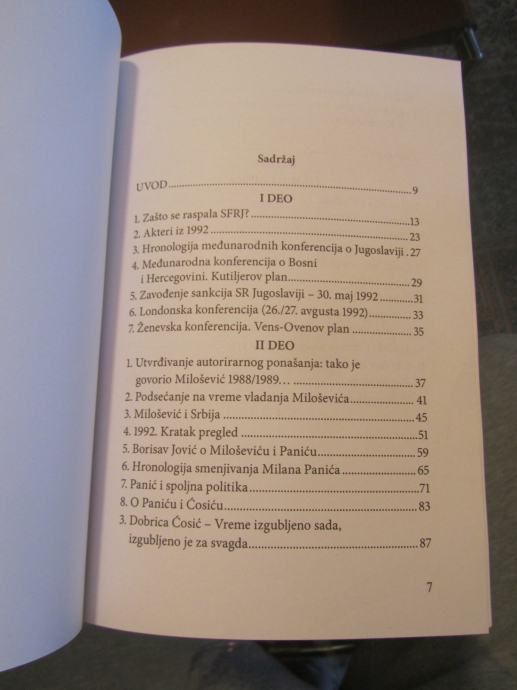 Sadržaj
UVOD........................................................................9
I DEO
1. Zašto se raspala SFRJ?..............................................13
2. Akteri iz 1992...........................................................23
3. Hronologija međunarodnih konferencija o Jugoslaviji . 27
4. Međunarodna konferencija o Bosni
i Hercegovini. Kutiljerov plan....................................29
5. Zavođenje sankcija SR Jugoslaviji – 30. maj 1992..........31
6. Londonska konferencija (26./27. avgusta 1992)............33
7. Ženevska konferencija. Vens-Ovenov plan..................35
II DEO
1. Utvrđivanje autorirarnog ponašanja: tako je
govorio Milošević 1988/1989…...................................37
2. Podsećanje na vreme vladanja Miloševića...................41
3. Milošević i Srbija......................................................45
4. 1992. Kratak pregled..................................................51
5. Borisav Jović o Miloševiću i Paniću............................59
6. Hronologija smenjivanja Milana Panića......................65
7. Panić i spoljna politika...............................................71
8. O Paniću i Ćosiću......................................................83
3. Dobrica Ćosić – Vreme izgubljeno sada,
izgubljeno je za svagda..............................................87
7